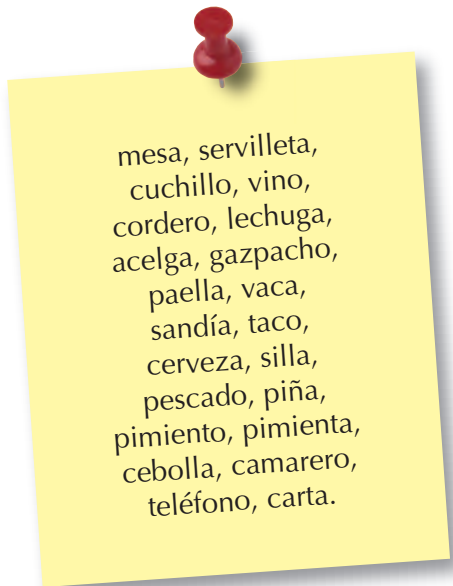 mesa, servilleta,
cuchillo, vino,
cordero, lechuga,
acelga, gazpacho,
paella, vaca,
sandía, taco,
cerveza, silla,
pescado, piña,
pimiento, pimienta,
cebolla, camarero,
teléfono, carta.